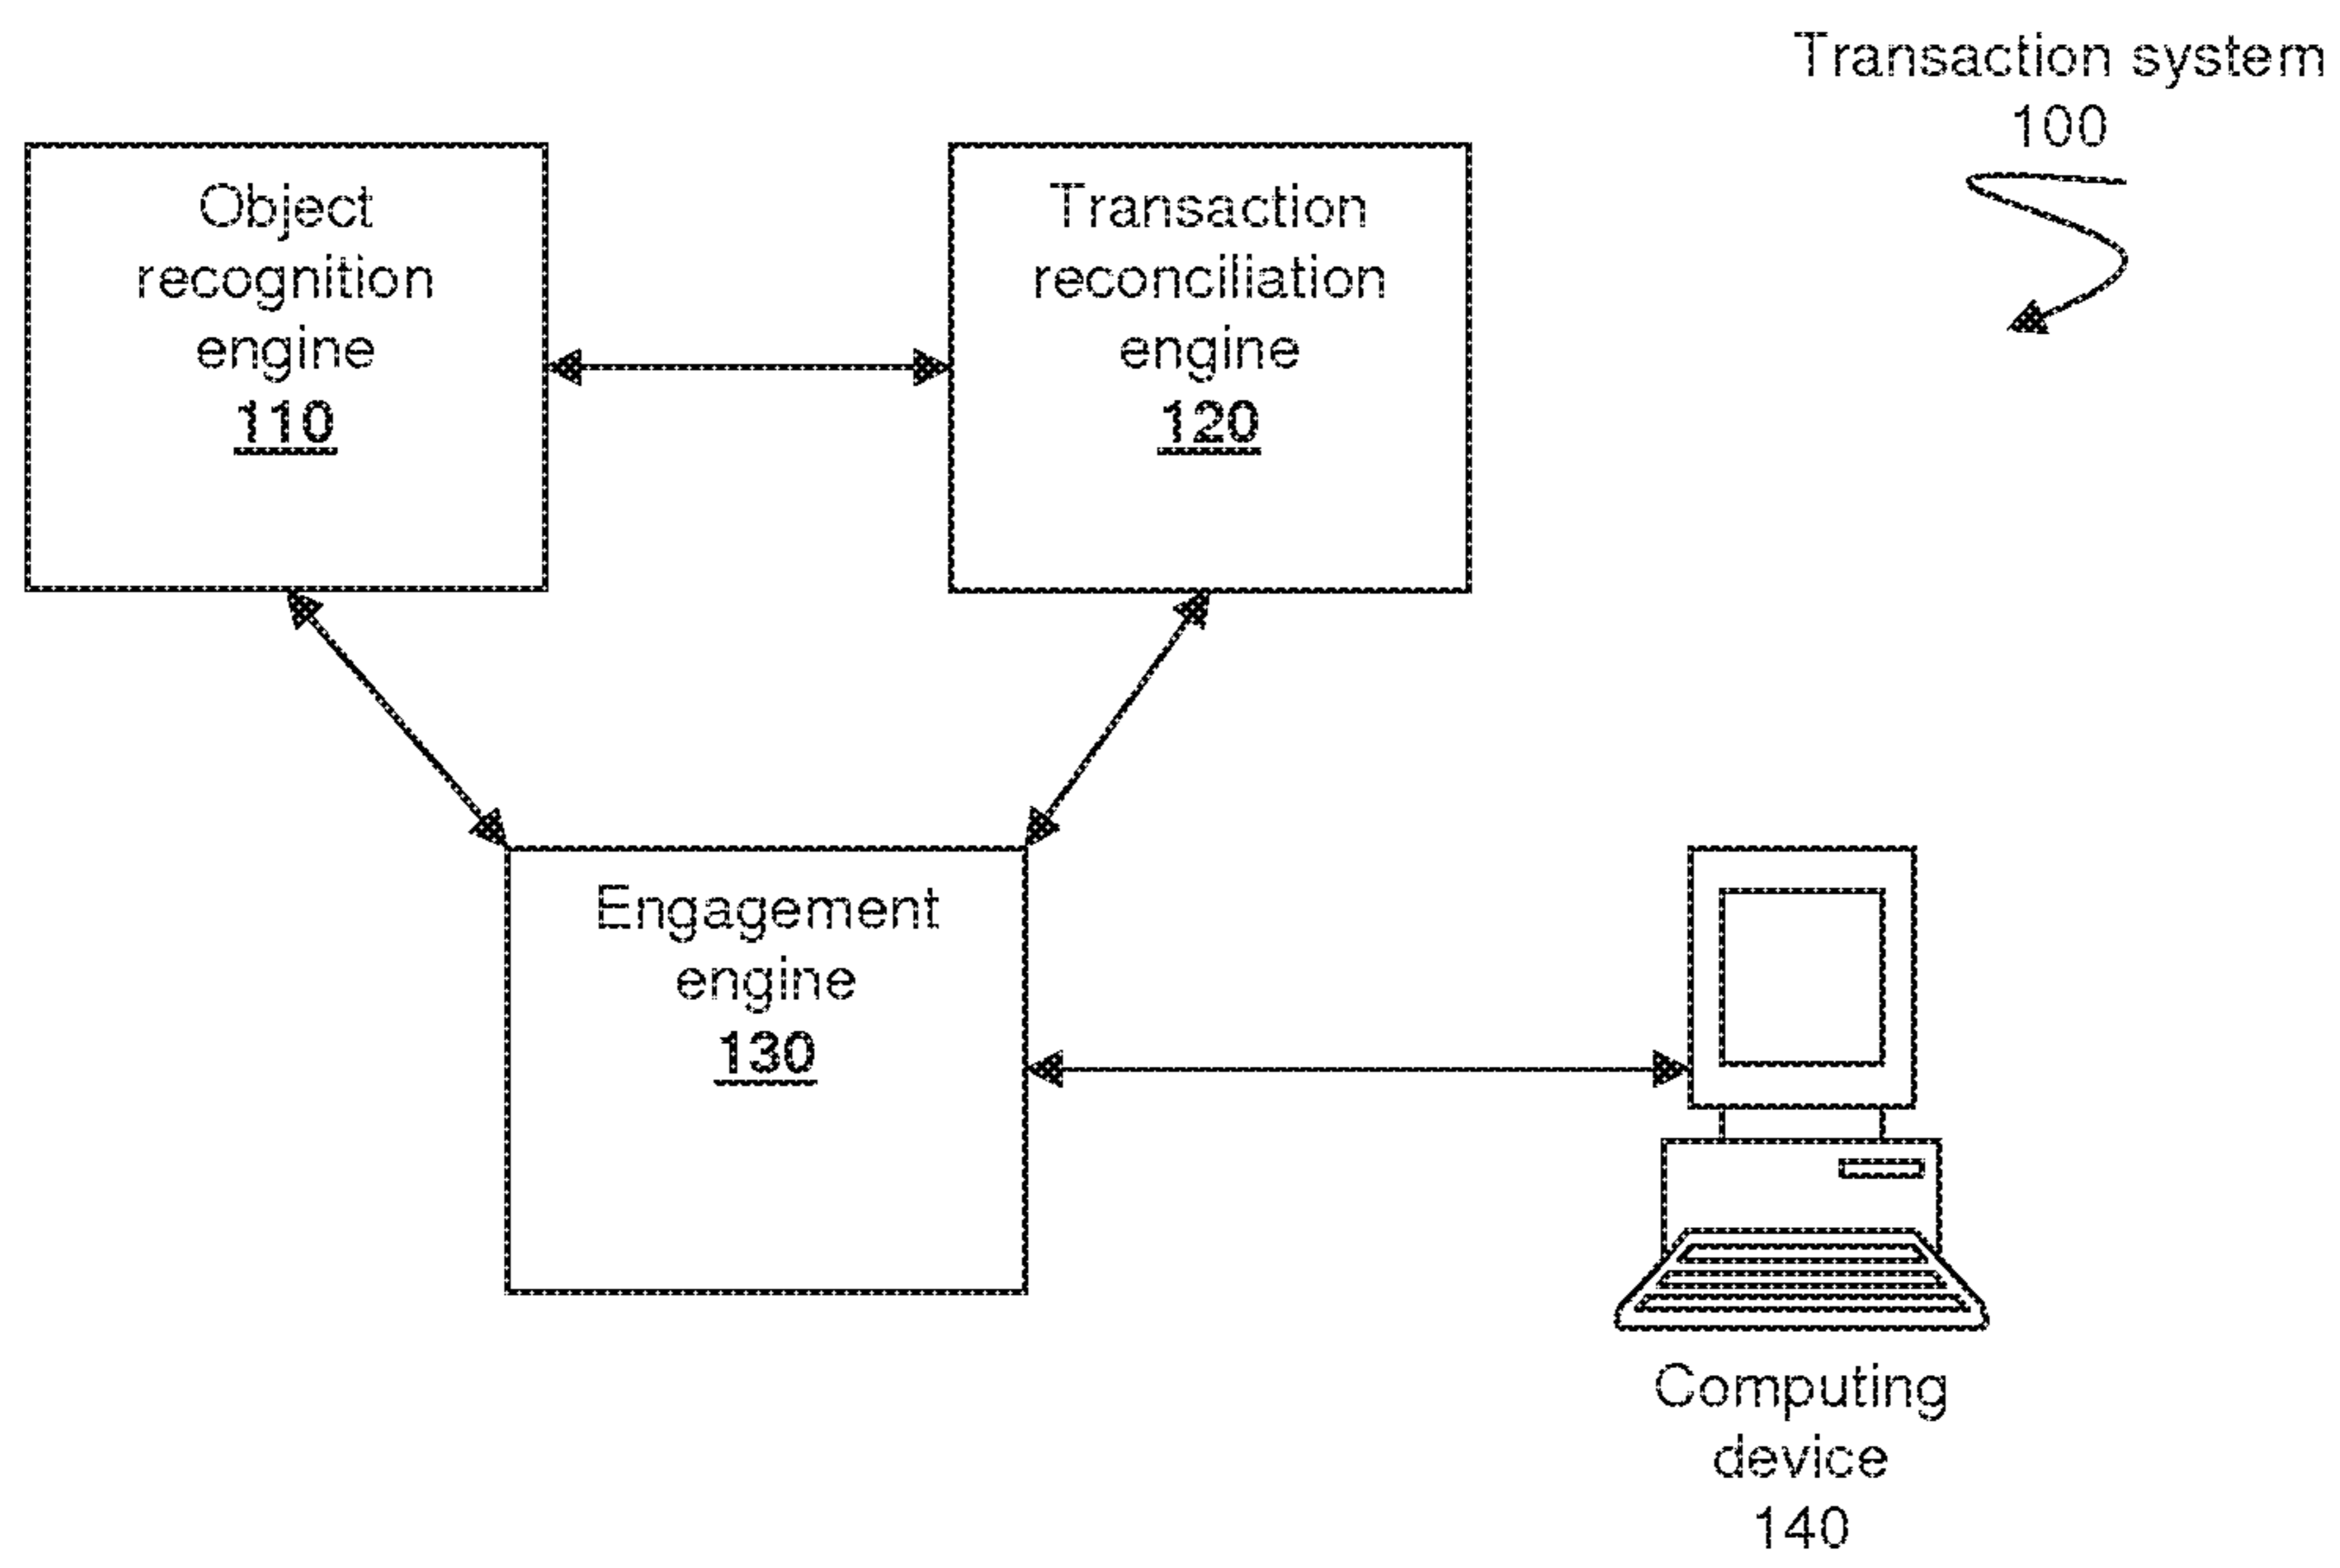 Transaction system
100
Object
recognition
engine
110
Transaction
reconciliation
engine
120
Engagement
engine
130
Computing
device
140